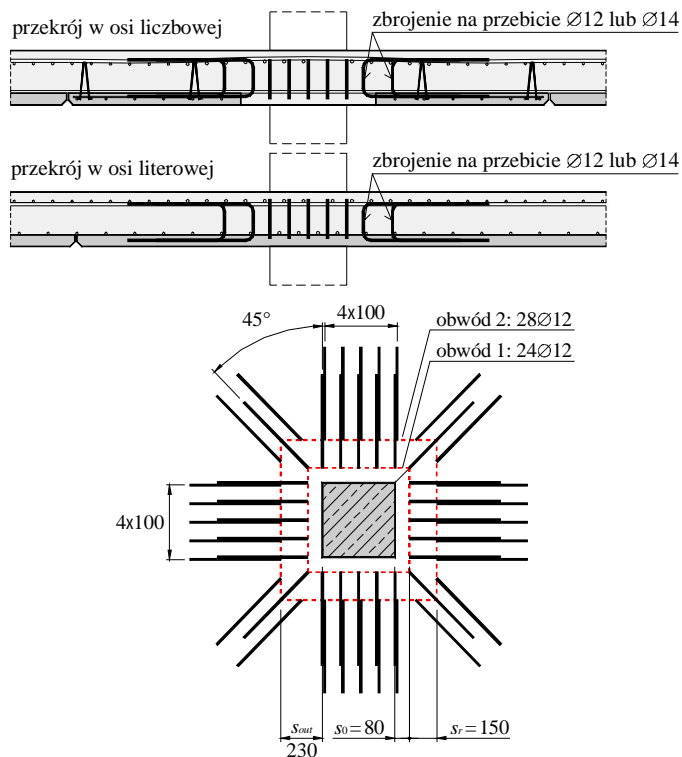 przekrój w osi liczbowej
zbrojenie na przebicie ∅12 lub ∅14
przekrój w osi literowej
zbrojenie na przebicie ∅12 lub ∅14
45°
4x100
obwód 2: 28∅12
obwód 1: 24∅12
4x100
sout
s0 = 80
sr = 150
230